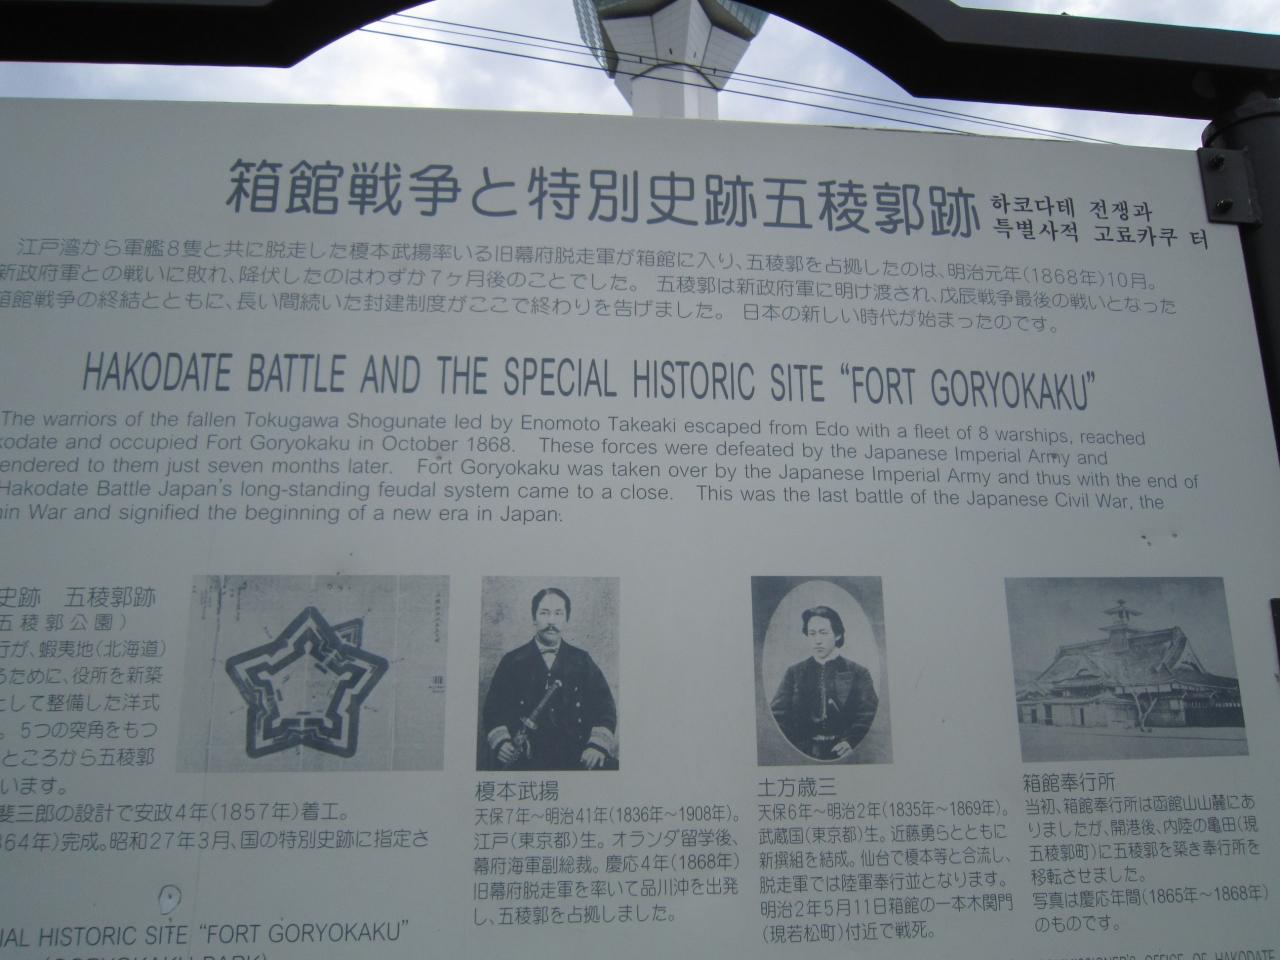 箱館戦争と特別史跡五稜郭跡
하코다테 전쟁과
특별사적 고료카쿠 터
江戸湾から軍艦8隻と共に脱走した榎本武揚率いる旧幕府脱走軍が箱館に入り、五稜郭を占拠したのは、明治元年(1868年)10月。
新政府軍との戦いに敗れ、降伏したのはわずか7ヶ月後のことでした。 五稜郭は新政府軍に明け渡され、戊辰戦争最後の戦いとなった
箱館戦争の終結とともに、長い間続いた封建制度がここで終わりを告げました。 日本の新しい時代が始まったのです。
HAKODATE BATTLE AND THE SPECIAL HISTORIC SITE “FORT GORYOKAKU”
The warriors of the fallen Tokugawa Shogunate led by Enomoto Takeaki escaped from Edo with a fleet of 8 warships, reached
kodate and occupied Fort Goryokaku in October 1868. These forces were defeated by the Japanese Imperial Army and
endered to them just seven months later. Fort Goryokaku was taken over by the Japanese Imperial Army and thus with the end of
Hakodate Battle Japan's long-standing feudal system came to a close. This was the last battle of the Japanese Civil War, the
hin War and signified the beginning of a new era in Japan.
史跡 五稜郭跡
五稜郭公園)
行が、蝦夷地(北海道)
るために、役所を新築
として整備した洋式
。5つの突角をもつ
ところから五稜郭
います。
斐三郎の設計で安政4年(1857年)着工。
864年)完成。昭和27年3月、国の特別史跡に指定さ
IAL HISTORIC SITE “FORT GORYOKAKU”
(GORYOKAKU PARK)
榎本武揚
天保7年～明治41年(1836年～1908年)。
江戸(東京都)生。オランダ留学後、
幕府海軍副総裁。慶応4年(1868年)
旧幕府脱走軍を率いて品川沖を出発
し、五稜郭を占拠しました。
土方歳三
天保6年～明治2年(1835年～1869年)。
武蔵国(東京都)生。近藤勇らとともに
新撰組を結成。仙台で榎本等と合流し、
脱走軍では陸軍奉行並となります。
明治2年5月11日箱館の一本木関門
(現若松町)付近で戦死。
箱館奉行所
当初、箱館奉行所は函館山山麓にあ
りましたが、開港後、内陸の亀田(現
五稜郭町)に五稜郭を築き奉行所を
移転させました。
写真は慶応年間(1865年～1868年)
のものです。
MMISSIONER'S OFFICE OF HAKODATE